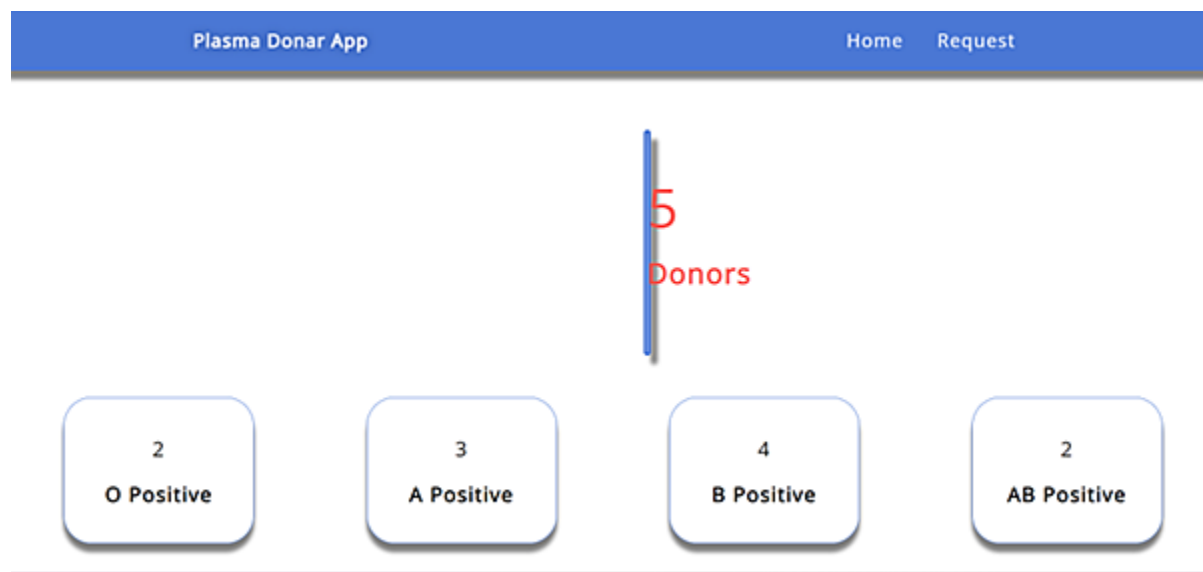 Plasma Donar App Home Request
5
Donors
2 3 4 2
O Positive A Positive B Positive AB Positive